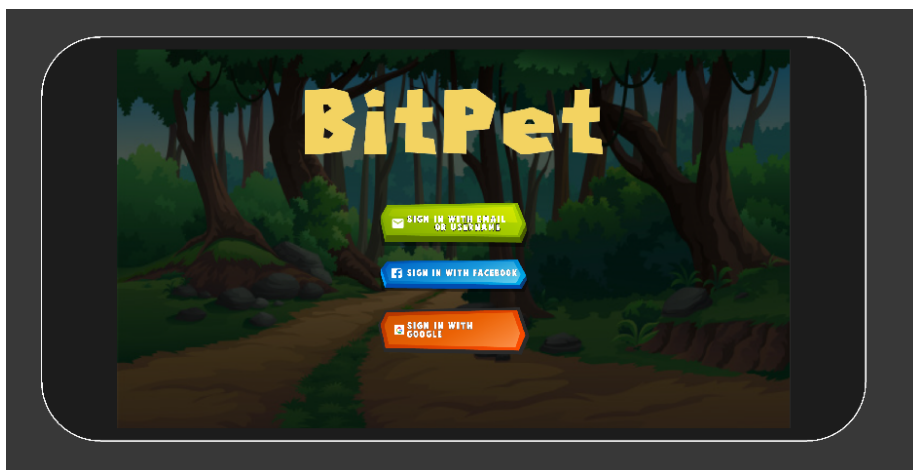 BitPet
SIGN IN WITH EMAIL
OR USERNAME
SIGN IN WITH FACEBOOK
SIGN IN WITH
GOOGLE